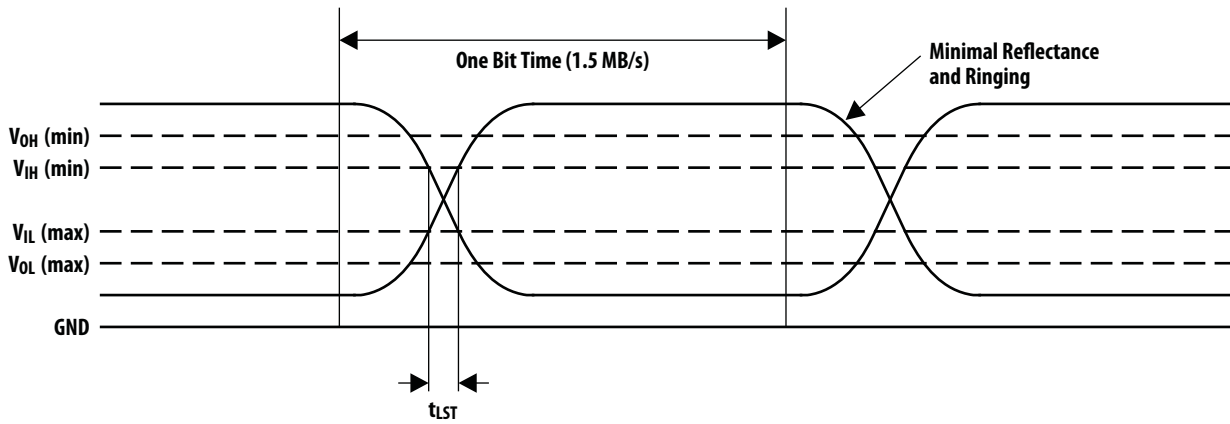 One Bit Time (1.5 MB/s)
Minimal Reflectance
and Ringing
VOH (min)
VIH (min)
VIL (max)
VOL (max)
GND
tLST